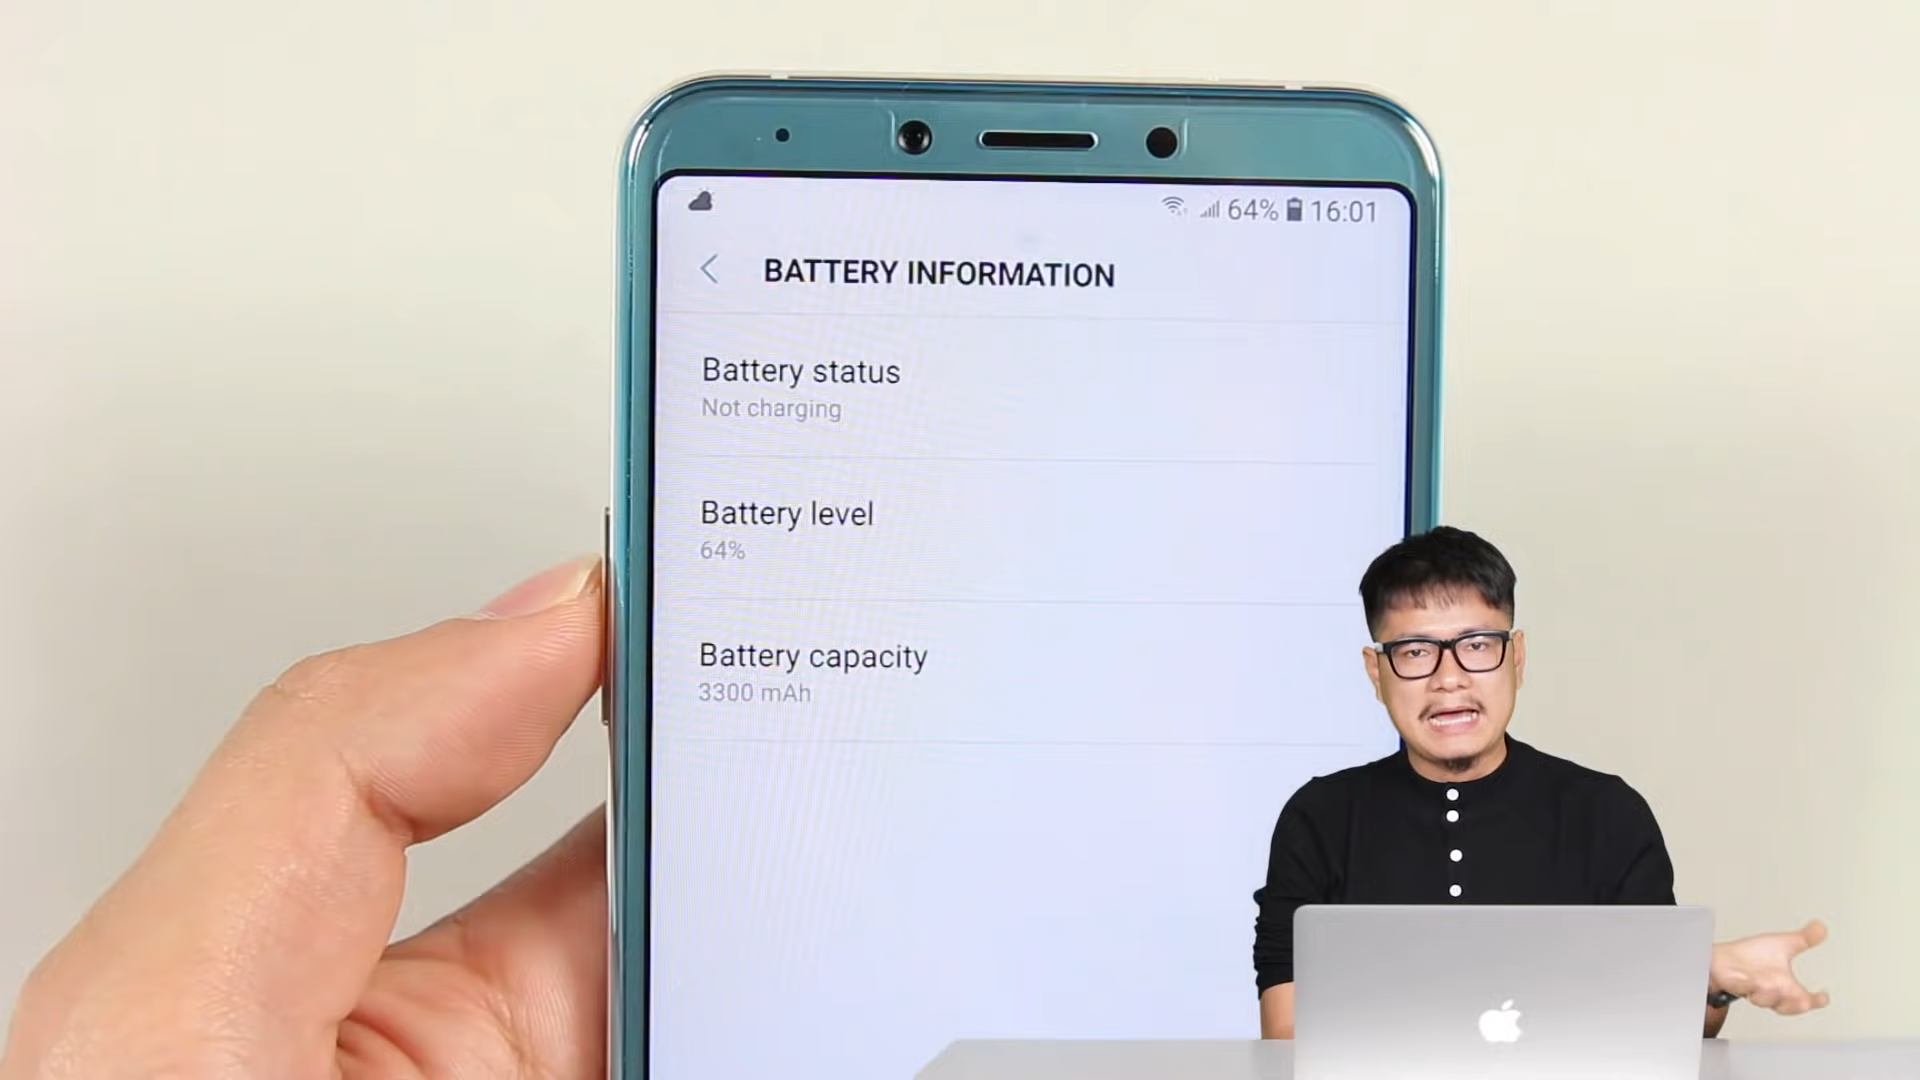 64% 16:01
BATTERY INFORMATION
Battery status
Not charging
Battery level
64%
Battery capacity
3300 mAh